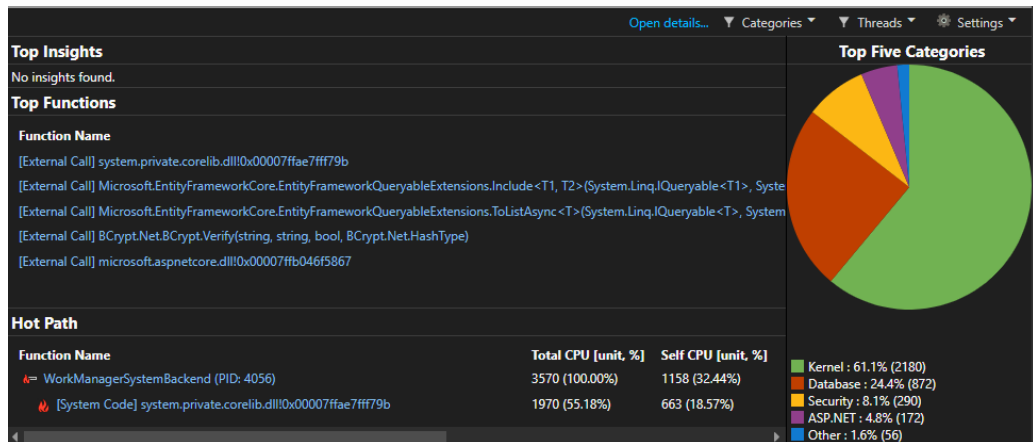 Open details... Categories Threads Settings
Top Insights
No insights found.
Top Functions
Function Name
[External Call] system.private.corelib.dll!0x00007ffae7fff79b
[External Call] Microsoft.EntityFrameworkCore.EntityFrameworkQueryableExtensions.Include<T1, T2>(System.Linq.IQueryable<T1>, Syste
[External Call] Microsoft.EntityFrameworkCore.EntityFrameworkQueryableExtensions.ToListAsync<T>(System.Linq.IQueryable<T>, System
[External Call] BCrypt.Net.BCrypt.Verify(string, string, bool, BCrypt.Net.HashType)
[External Call] microsoft.aspnetcore.dll!0x00007ffb046f5867
Hot Path
Function Name Total CPU [unit, %] Self CPU [unit, %]
WorkManagerSystemBackend (PID: 4056) 3570 (100.00%) 1158 (32.44%)
[System Code] system.private.corelib.dll!0x00007ffae7fff79b 1970 (55.18%) 663 (18.57%)
Top Five Categories
Kernel : 61.1% (2180)
Database : 24.4% (872)
Security : 8.1% (290)
ASP.NET : 4.8% (172)
Other : 1.6% (56)